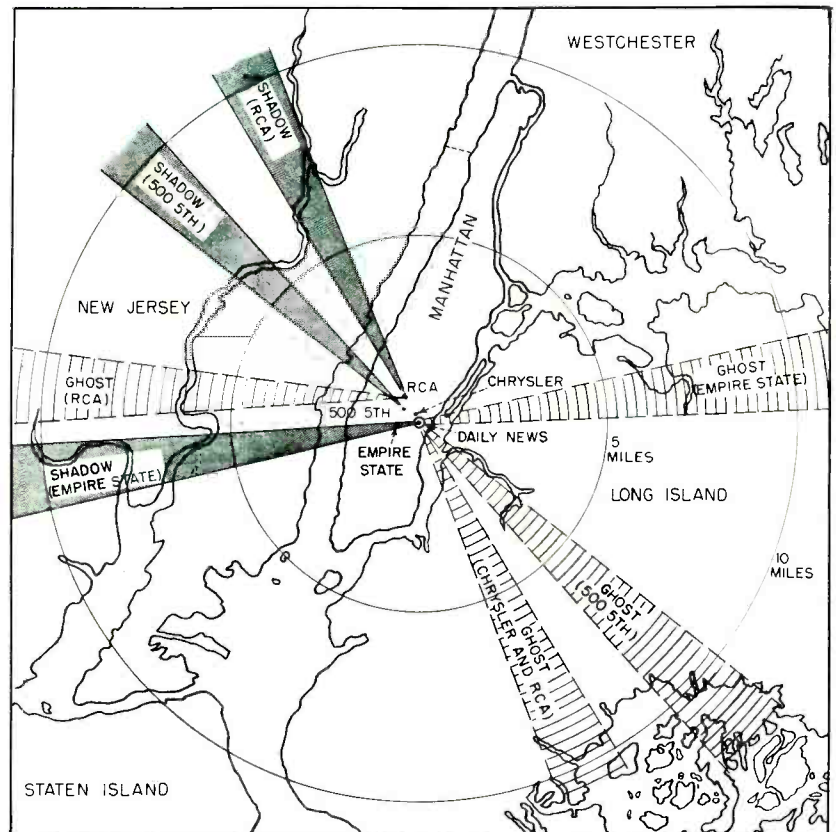 WESTCHESTER
SHADOW
(RCA)
SHADOW
(500 5TH)
MANHATTAN
NEW JERSEY
GHOST
(RCA)
RCA
CHRYSLER
500 5TH
GHOST
(EMPIRE STATE)
DAILY NEWS
EMPIRE
STATE
5
MILES
SHADOW
(EMPIRE STATE)
LONG ISLAND
10
MILES
GHOST
(500 5TH)
GHOST
(CHRYSLER AND RCA)
STATEN ISLAND